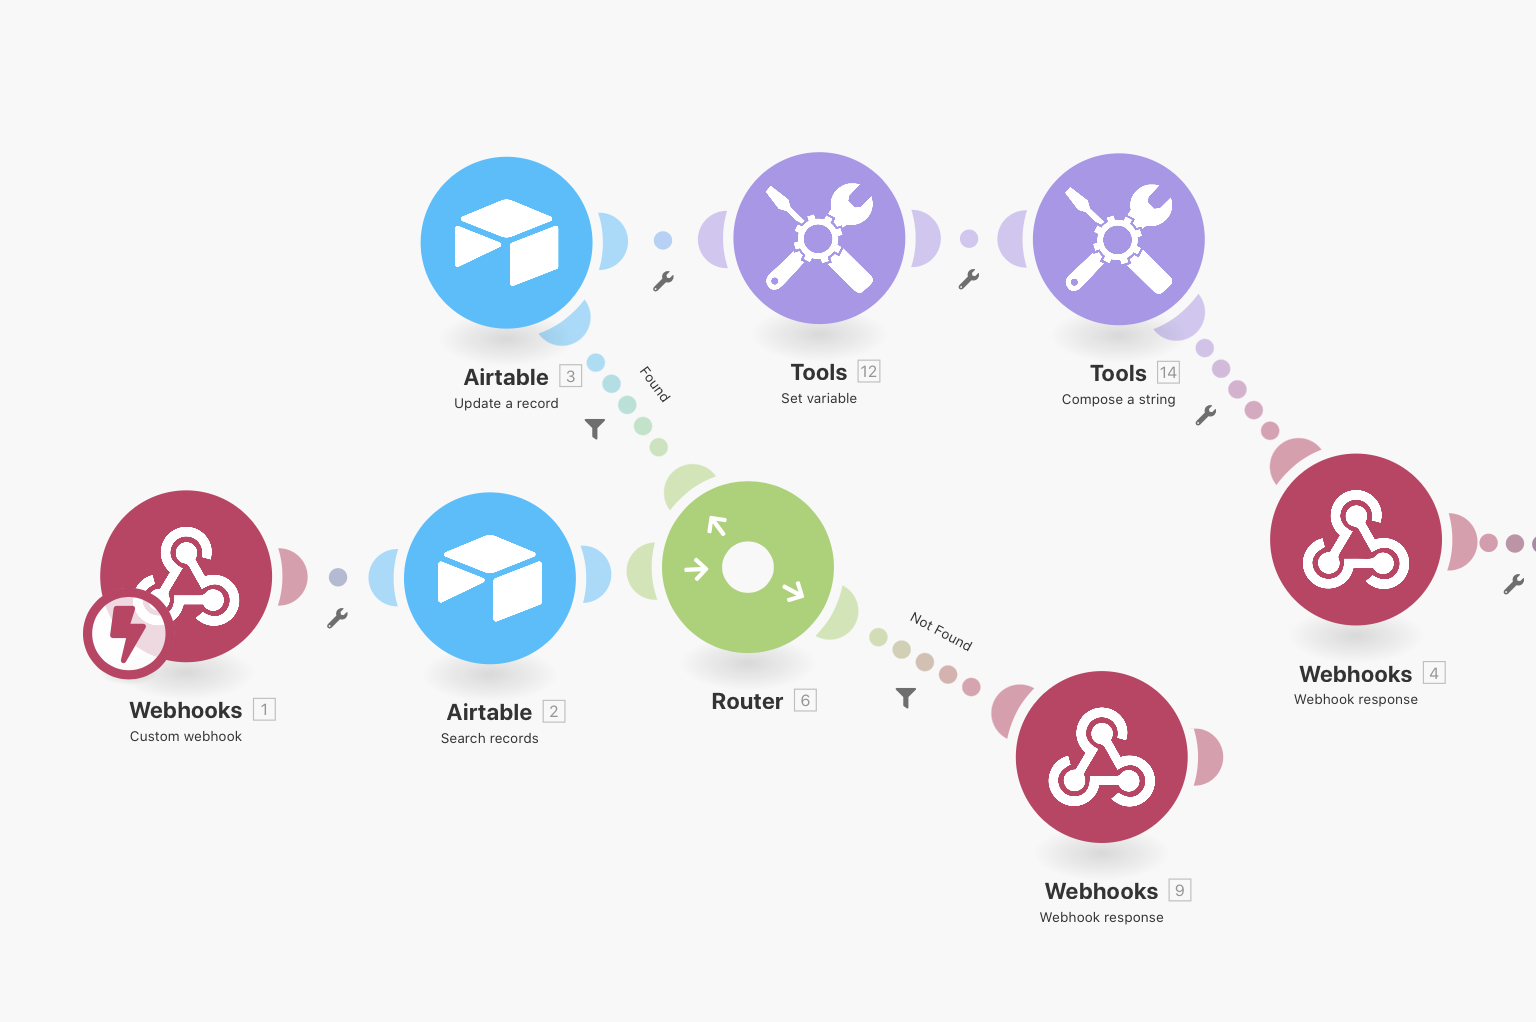 Airtable 3
Update a record
Found
Tools 12
Set variable
Tools 14
Compose a string
Webhooks 1
Custom webhook
Airtable 2
Search records
Router 6
Not Found
Webhooks 4
Webhook response
Webhooks 9
Webhook response